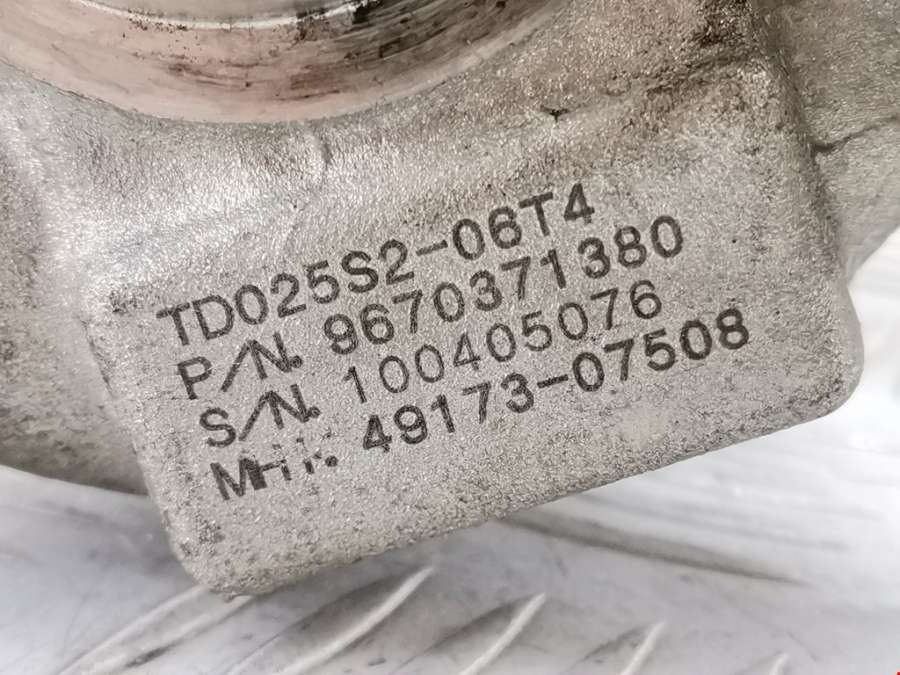 TD025S2-06T4
P/N. 9670371380
S/N. 100405076
49173-07508